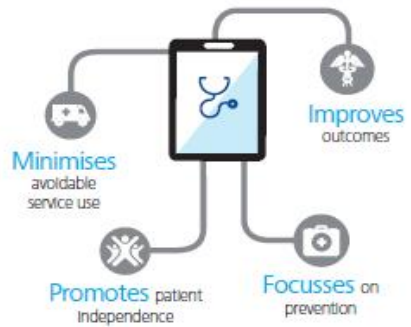 Improves
outcomes
Minimises
avoidable
service use
Focusses on
prevention
Promotes patient
independence